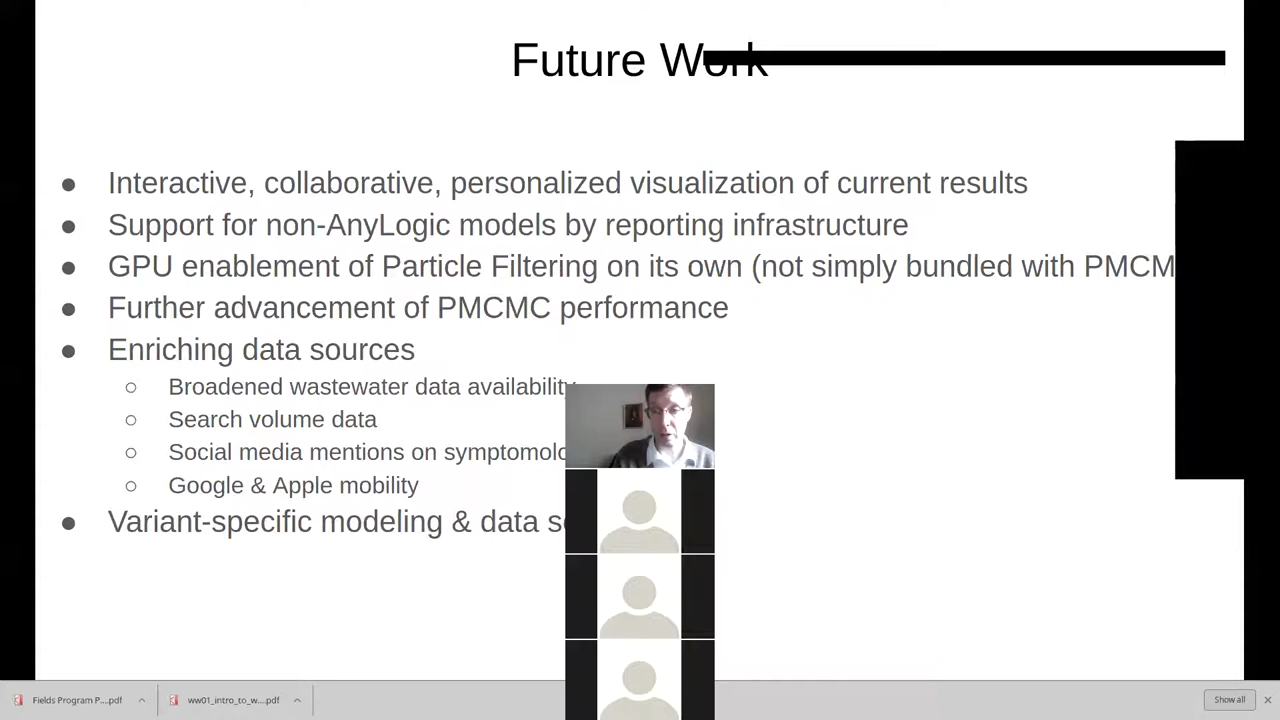 Future Work
● Interactive, collaborative, personalized visualization of current results
● Support for non-AnyLogic models by reporting infrastructure
● GPU enablement of Particle Filtering on its own (not simply bundled with PMCM
● Further advancement of PMCMC performance
● Enriching data sources
○ Broadened wastewater data availability
○ Search volume data
○ Social media mentions on symptomolo
○ Google & Apple mobility
● Variant-specific modeling & data
Fields Program P....pdf
ww01_intro_to_w....pdf
Show all